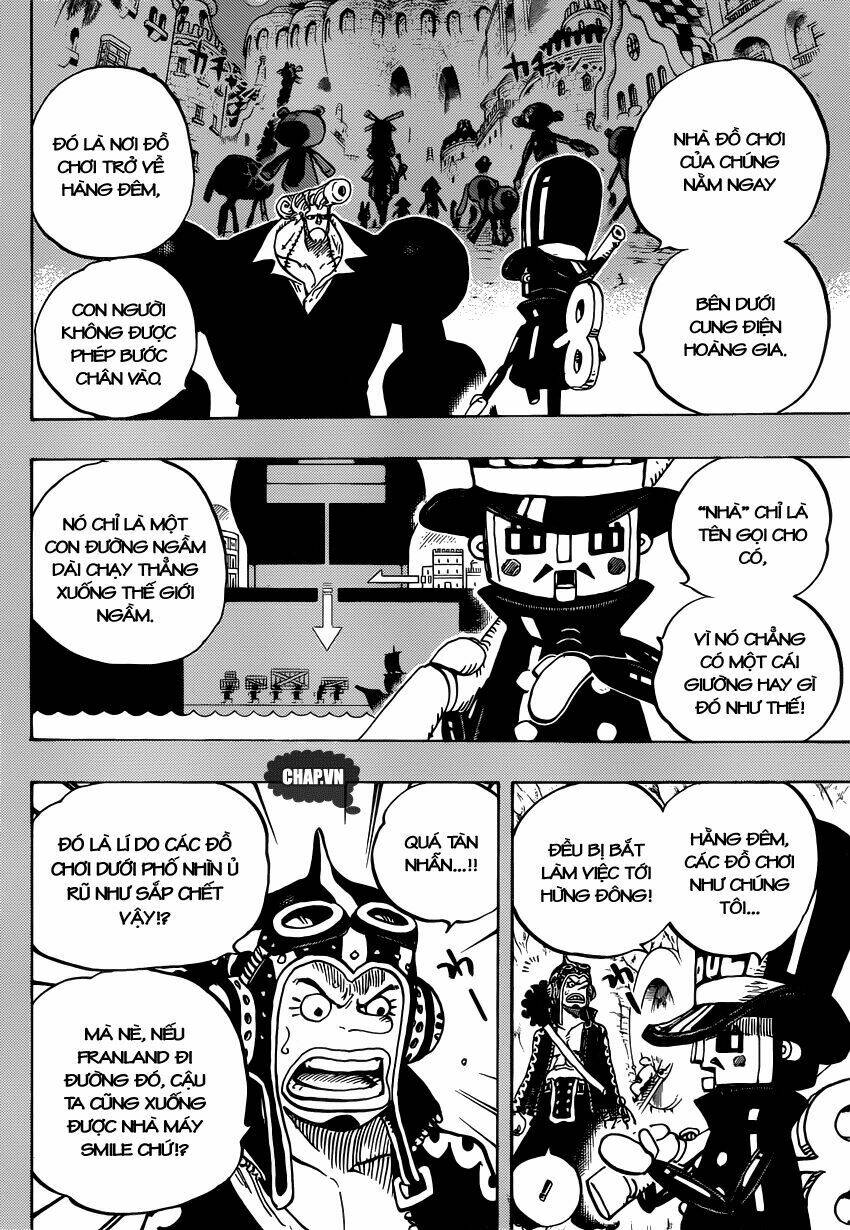 NHÀ ĐỒ CHƠI
CỦA CHÚNG
NẰM NGAY
BÊN DƯỚI
CUNG ĐIỆN
HOÀNG GIA.
ĐÓ LÀ NƠI ĐỒ
CHƠI TRỞ VỀ
HÀNG ĐÊM,
CON NGƯỜI
KHÔNG ĐƯỢC
PHÉP BƯỚC
CHÂN VÀO.
“NHÀ” CHỈ LÀ
TÊN GỌI CHO
CÓ,
VÌ NÓ CHẲNG
CÓ MỘT CÁI
GIƯỜNG HAY GÌ
ĐÓ NHƯ THẾ!
NÓ CHỈ LÀ MỘT
CON ĐƯỜNG NGẦM
DÀI CHẠY THẲNG
XUỐNG THẾ GIỚI
NGẦM.
HẰNG ĐÊM,
CÁC ĐỒ CHƠI
NHƯ CHÚNG
TÔI...
ĐỀU BỊ BẮT
LÀM VIỆC TỚI
HỪNG ĐÔNG!
QUÁ TÀN
NHẪN...!!
ĐÓ LÀ LÍ DO CÁC ĐỒ
CHƠI DƯỚI PHỐ NHÌN Ủ
RŨ NHƯ SẮP CHẾT
VẬY!?
MÀ NÈ, NẾU
FRANLAND ĐI
ĐƯỜNG ĐÓ, CẬU
TA CŨNG XUỐNG
ĐƯỢC NHÀ MÁY
SMILE CHỨ!?
CHAP.VN